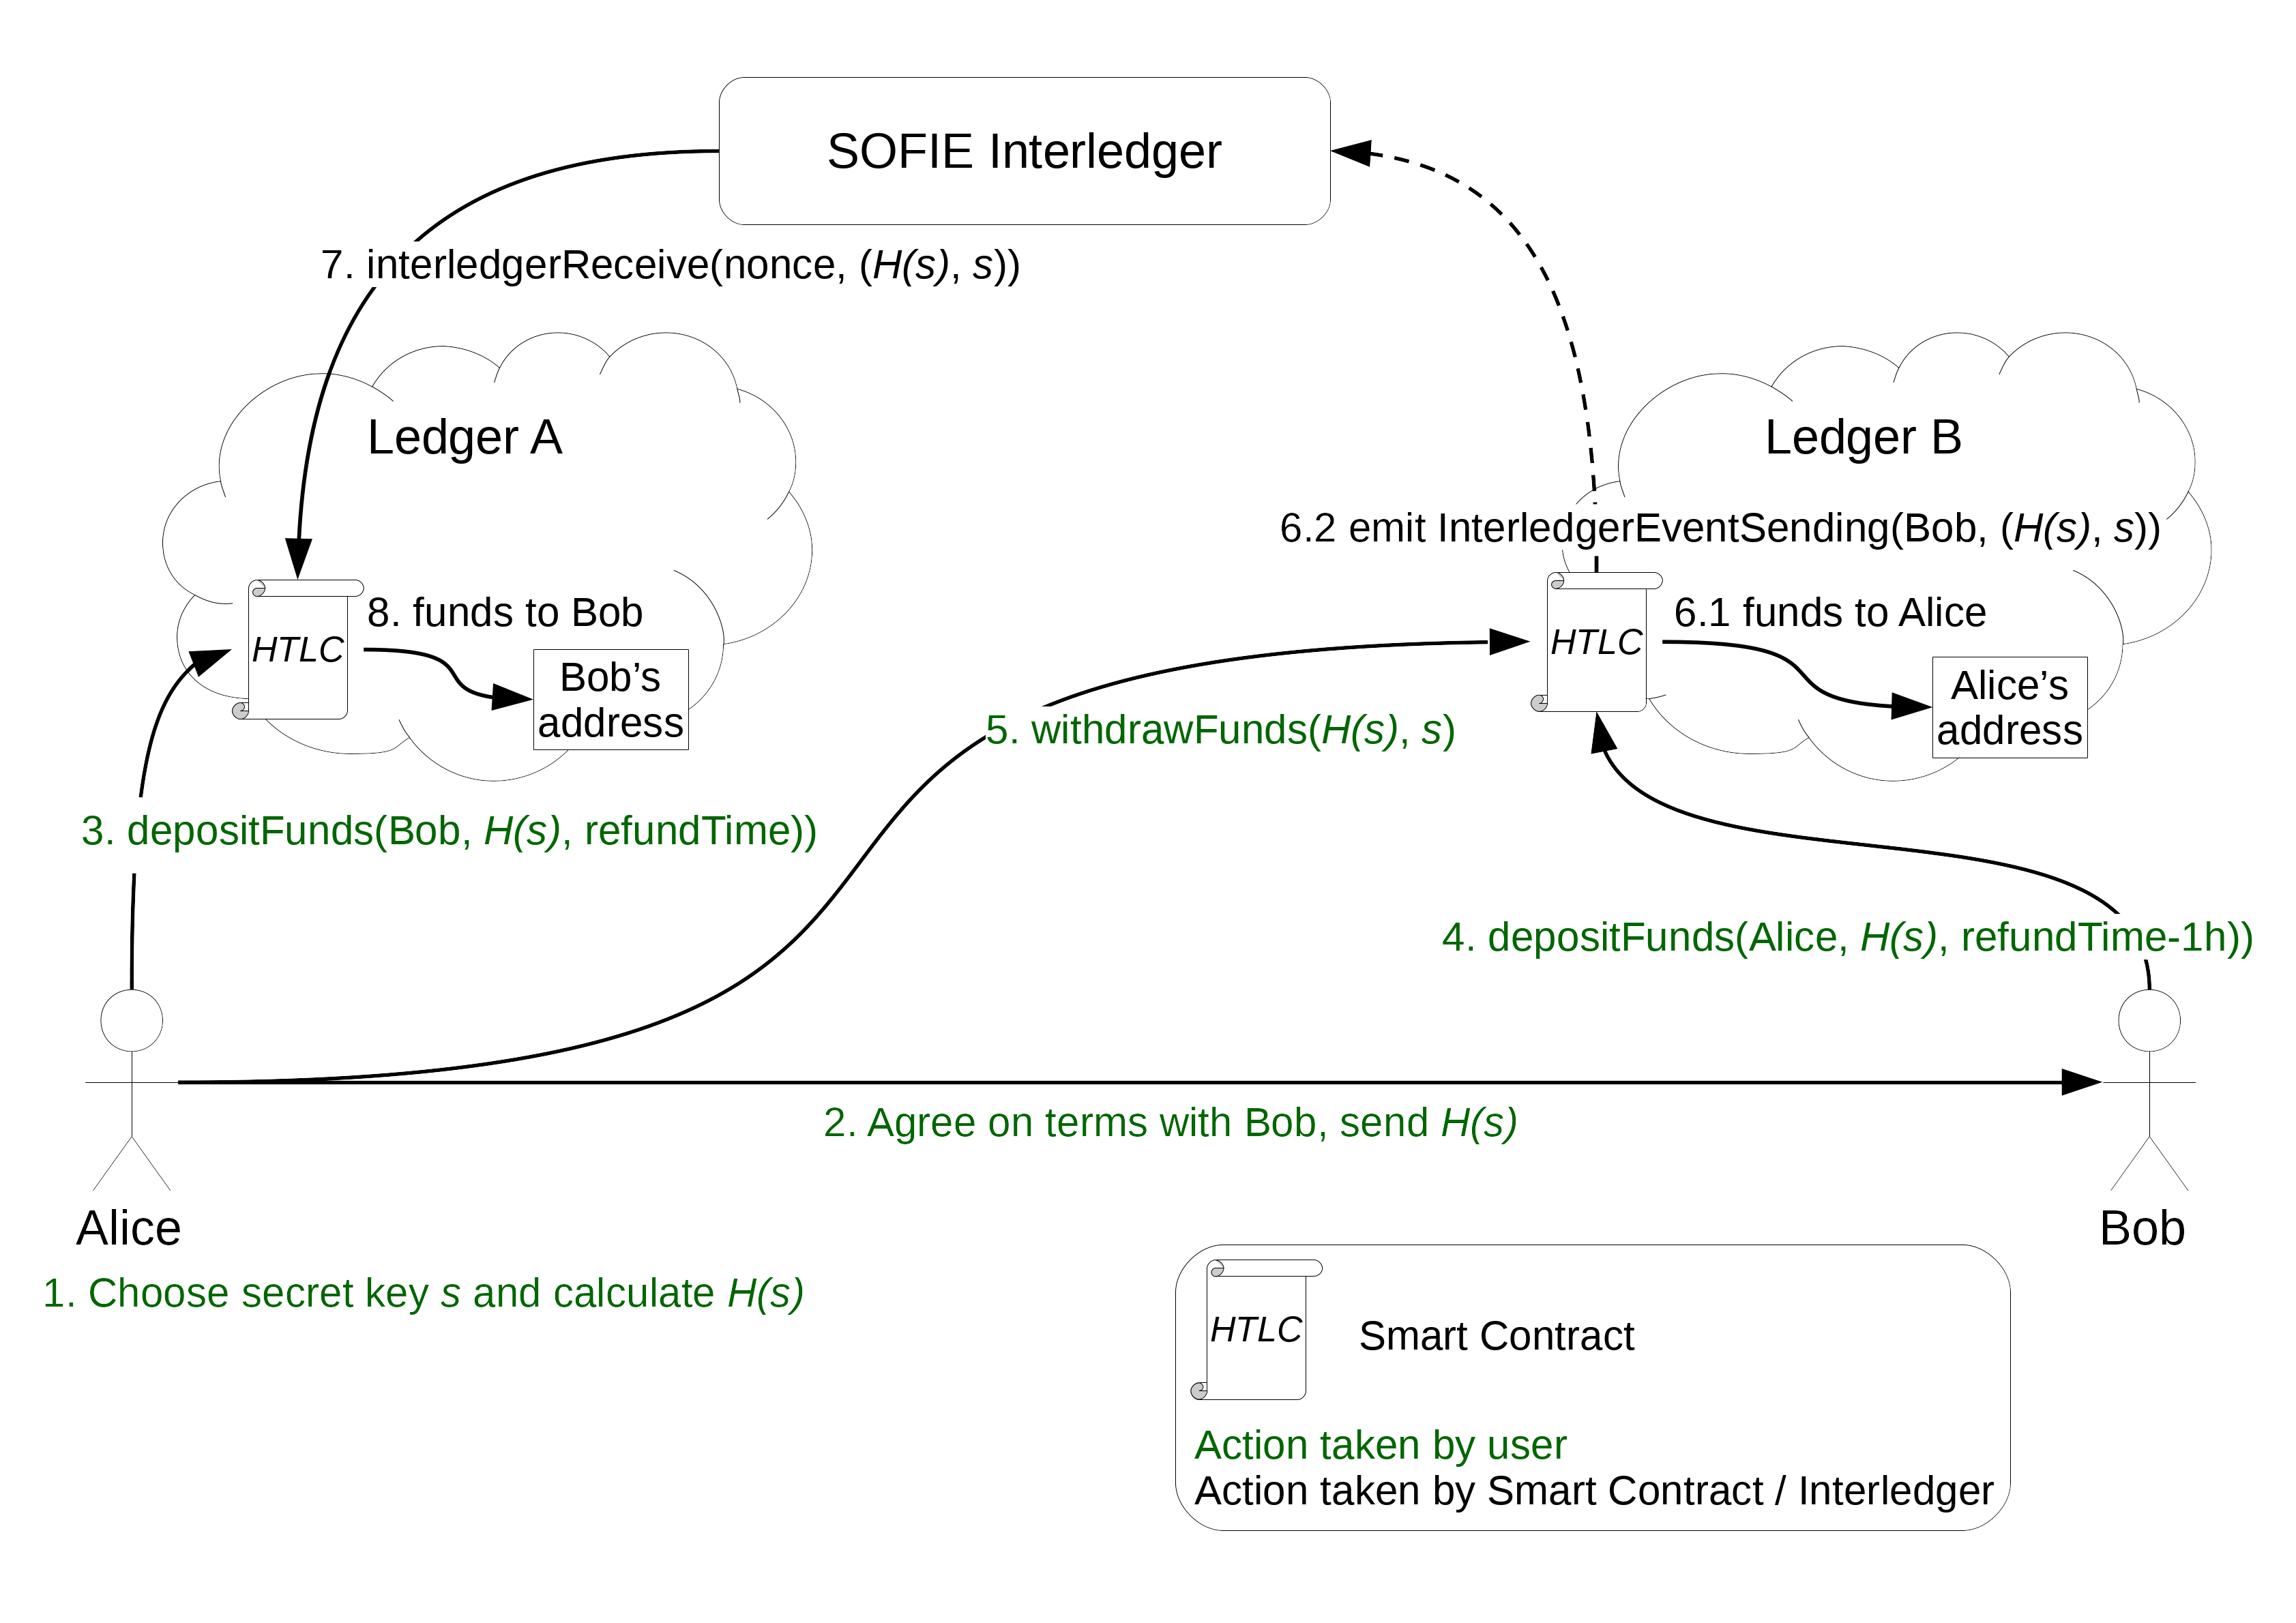 SOFIE Interledger
7. interledgerReceive(nonce, (H(s), s))
Ledger A
Ledger B
6.2 emit InterledgerEventSending(Bob, (H(s), s))
HTLC
8. funds to Bob
Bob’s
address
HTLC
6.1 funds to Alice
Alice’s
address
5. withdrawFunds(H(s), s)
3. depositFunds(Bob, H(s), refundTime))
4. depositFunds(Alice, H(s), refundTime-1h))
2. Agree on terms with Bob, send H(s)
Alice
Bob
1. Choose secret key s and calculate H(s)
HTLC
Smart Contract
Action taken by user
Action taken by Smart Contract / Interledger